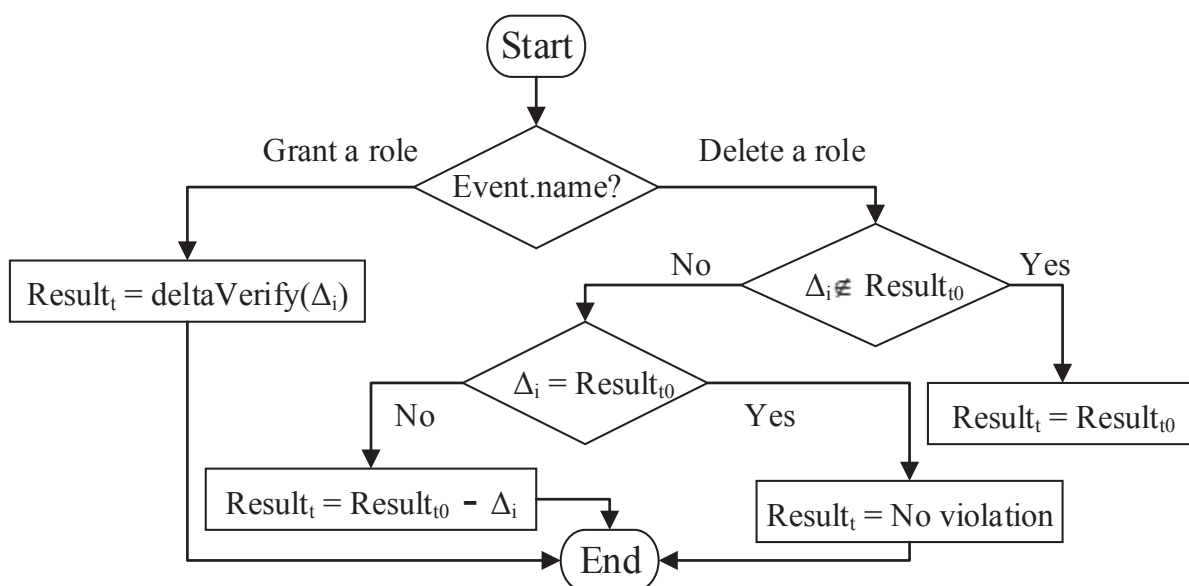 Start
Grant a role
Delete a role
Event.name?
No
Yes
Resultₜ = deltaVerify(Δᵢ)
Δᵢ ∉ Resultₜ₀
Δᵢ = Resultₜ₀
No
Yes
Resultₜ = Resultₜ₀
Resultₜ = Resultₜ₀ - Δᵢ
Resultₜ = No violation
End